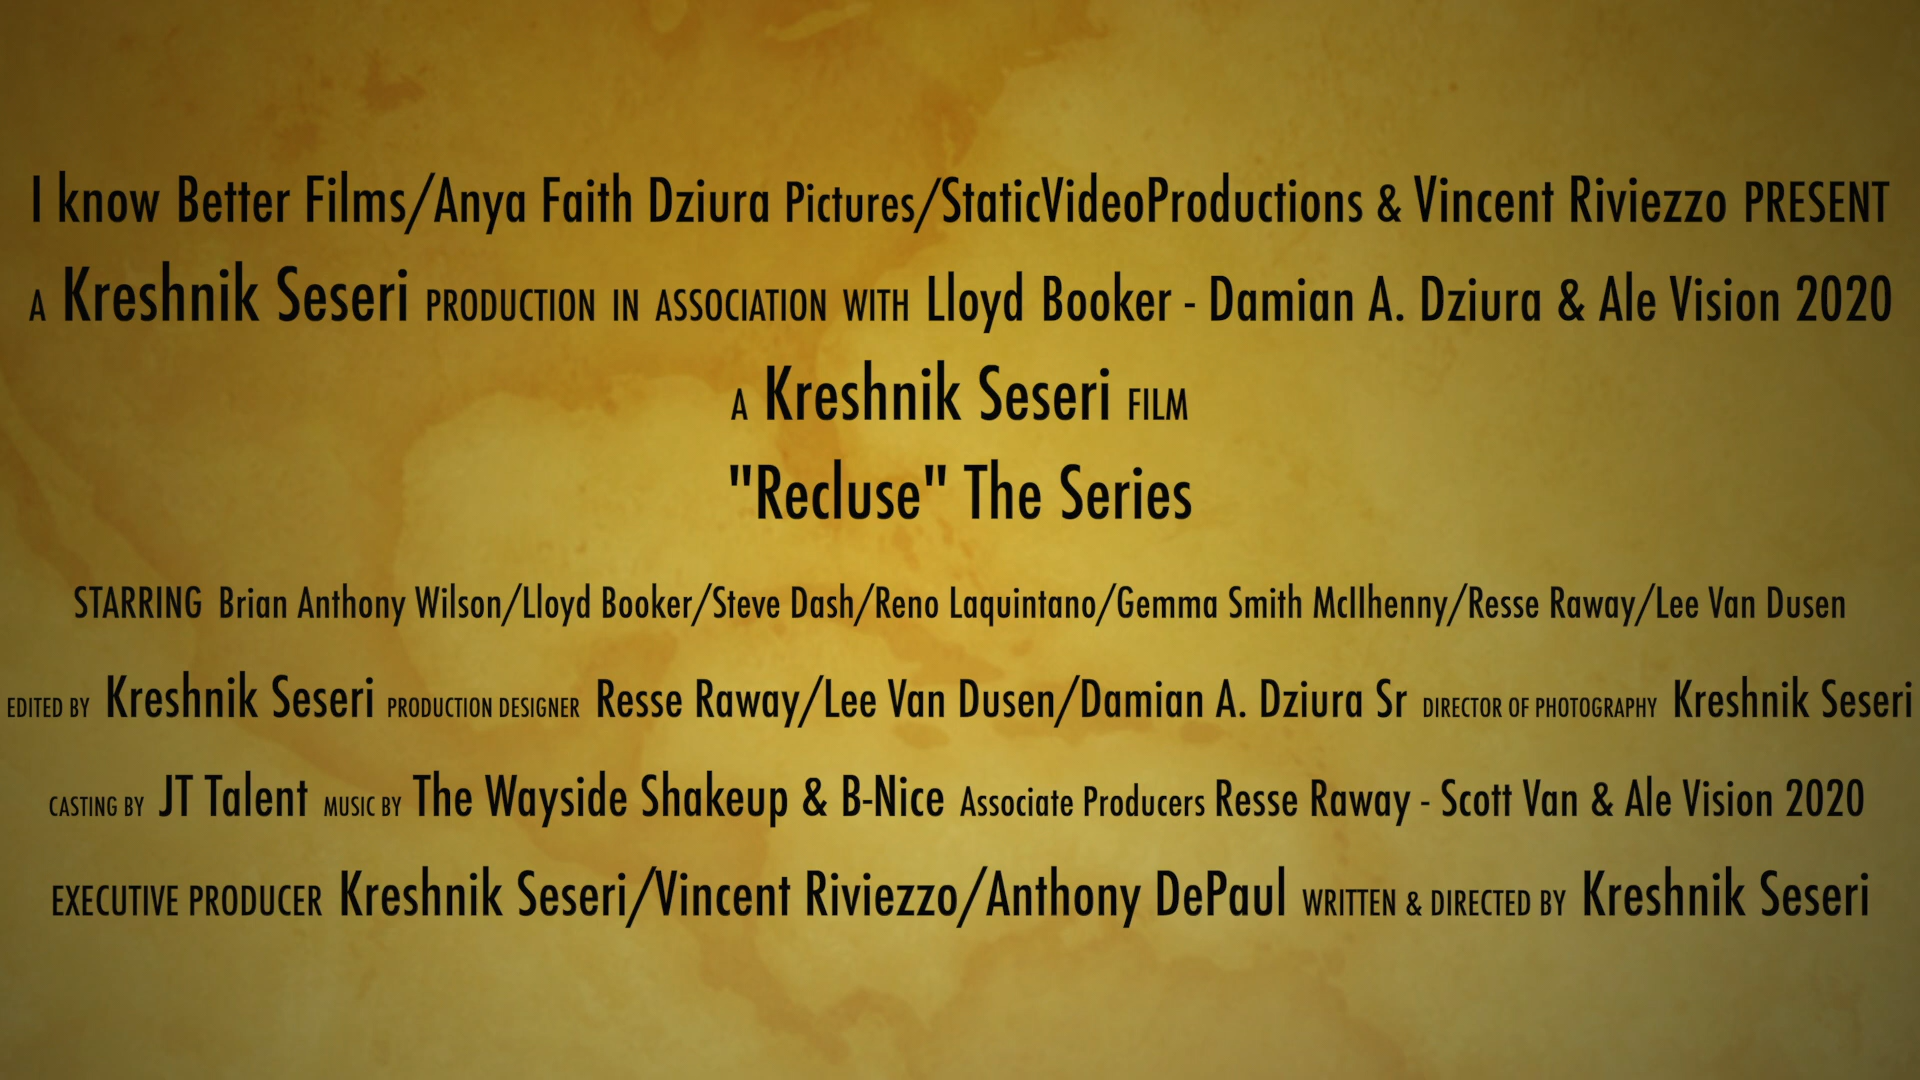 I know Better Films/Anya Faith Dziura Pictures/StaticVideoProductions & Vincent Riviezzo PRESENT
A Kreshnik Seseri PRODUCTION IN ASSOCIATION WITH Lloyd Booker - Damian A. Dziura & Ale Vision 2020
A Kreshnik Seseri FILM
"Recluse" The Series
STARRING Brian Anthony Wilson/Lloyd Booker/Steve Dash/Reno Laquintano/Gemma Smith McIlhenny/Resse Raway/Lee Van Dusen
EDITED BY Kreshnik Seseri PRODUCTION DESIGNER Resse Raway/Lee Van Dusen/Damian A. Dziura Sr DIRECTOR OF PHOTOGRAPHY Kreshnik Seseri
CASTING BY JT Talent MUSIC BY The Wayside Shakeup & B-Nice Associate Producers Resse Raway - Scott Van & Ale Vision 2020
EXECUTIVE PRODUCER Kreshnik Seseri/Vincent Riviezzo/Anthony DePaul WRITTEN & DIRECTED BY Kreshnik Seseri